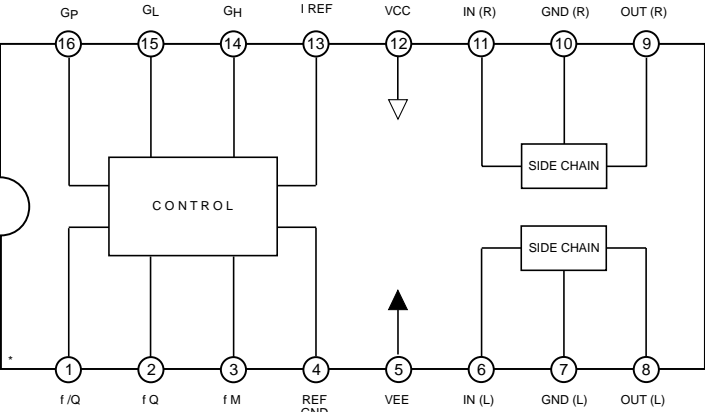 GP GL GH I REF VCC IN (R) GND (R) OUT (R)
16 15 14 13 12 11 10 9
SIDE CHAIN
CONTROL
SIDE CHAIN
*
1 2 3 4 5 6 7 8
f /Q f Q f M REF VEE IN (L) GND (L) OUT (L)
GND